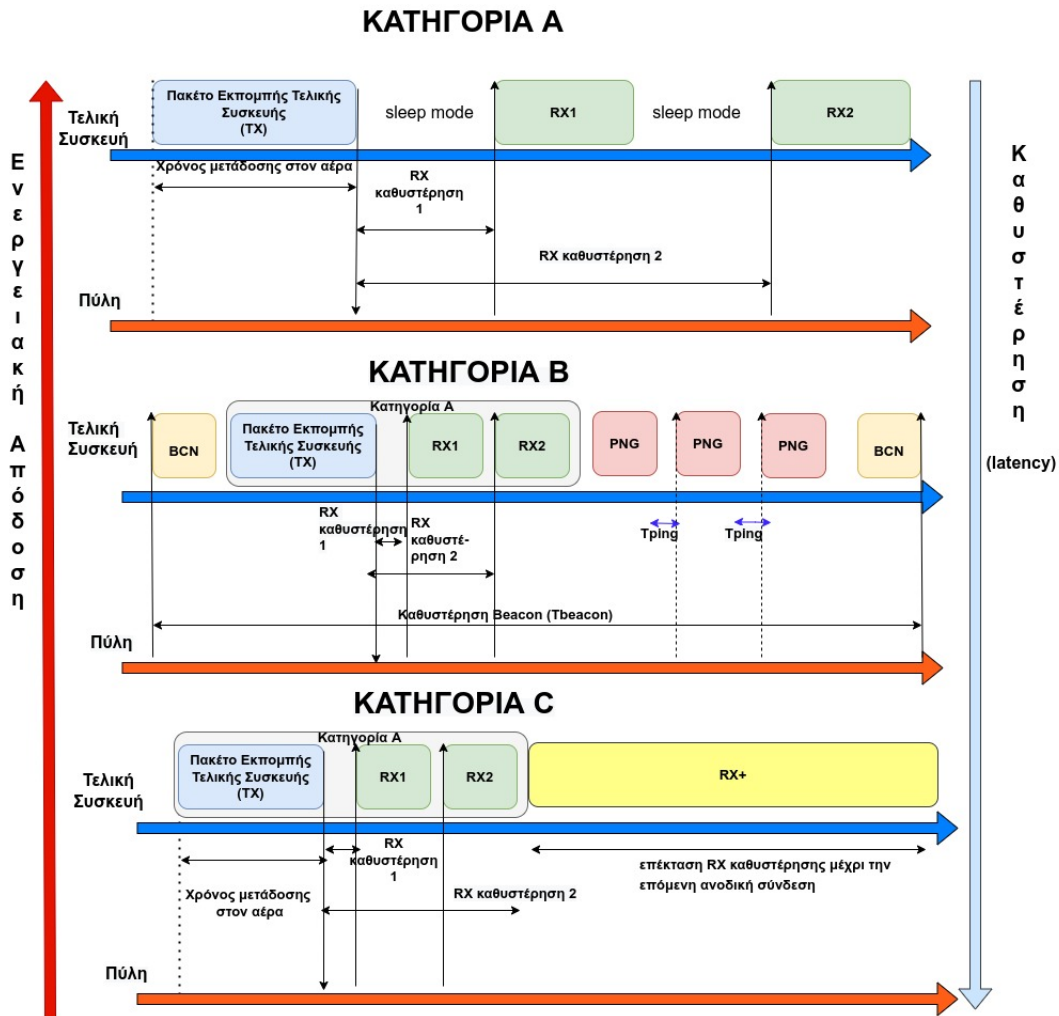 ΚΑΤΗΓΟΡΙΑ Α
Ενεργειακή Απόδοση
Καθυστέρηση
(latency)
Τελική
Συσκευή
Πακέτο Εκπομπής Τελικής
Συσκευής
(TX)
sleep mode
RX1
sleep mode
RX2
Χρόνος μετάδοσης στον αέρα
RX
καθυστέρηση
1
RX καθυστέρηση 2
Πύλη
ΚΑΤΗΓΟΡΙΑ Β
Τελική
Συσκευή
BCN
Κατηγορία Α
Πακέτο Εκπομπής
Τελικής Συσκευής
(TX)
RX1
RX2
PNG
PNG
PNG
BCN
RX
καθυστέρηση
1
RX
καθυστέ-
ρηση 2
Tping
Tping
Καθυστέρηση Beacon (Tbeacon)
Πύλη
ΚΑΤΗΓΟΡΙΑ C
Τελική
Συσκευή
Κατηγορία Α
Πακέτο Εκπομπής
Τελικής Συσκευής
(TX)
RX1
RX2
RX+
RX
καθυστέρηση
1
Χρόνος μετάδοσης
στον αέρα
RX καθυστέρηση 2
επέκταση RX καθυστέρησης μέχρι την
επόμενη ανοδική σύνδεση
Πύλη